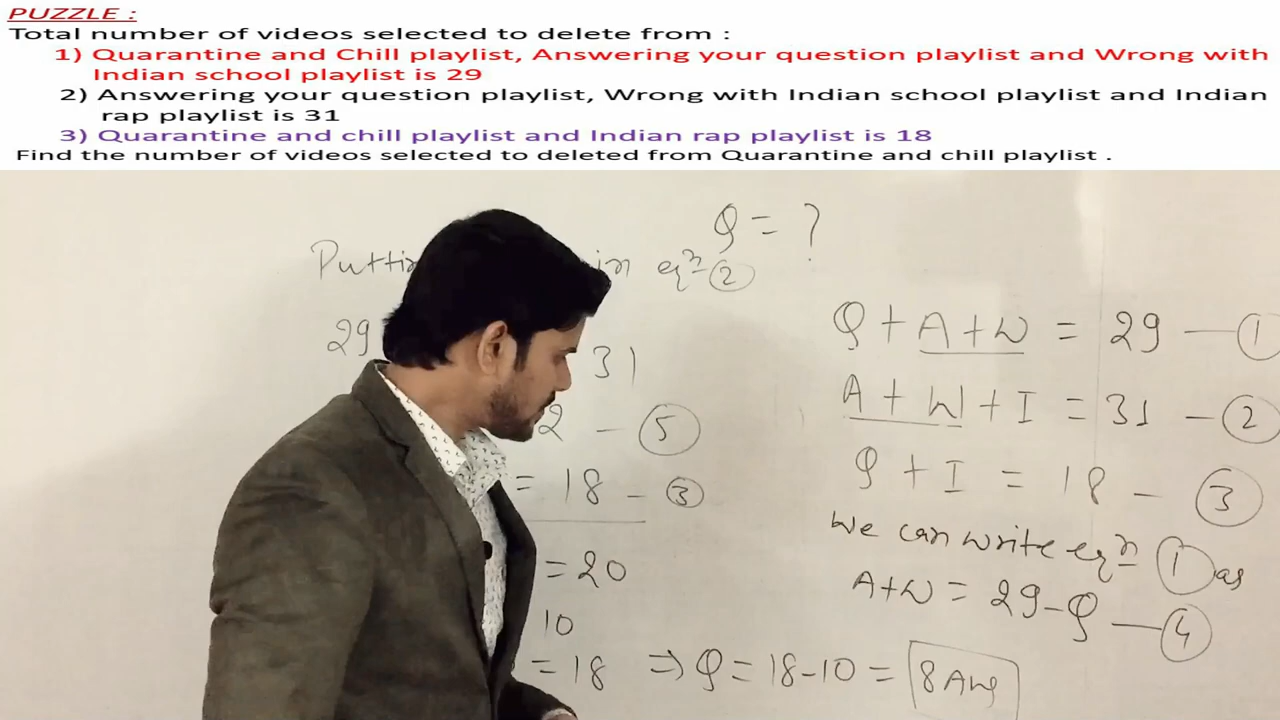 PUZZLE :
Total number of videos selected to delete from :
1) Quarantine and Chill playlist, Answering your question playlist and Wrong with
Indian school playlist is 29
2) Answering your question playlist, Wrong with Indian school playlist and Indian
rap playlist is 31
3) Quarantine and chill playlist and Indian rap playlist is 18
Find the number of videos selected to deleted from Quarantine and chill playlist .
Q = ?
in eqn (2)
29 31
2 – (5)
= 18 – (3)
= 20
10
= 18 ⇒ Q = 18-10 = 8 Ans
Q + A + W = 29 — (1)
A + W + I = 31 – (2)
Q + I = 18 – (3)
We can write eqn (1) as
A+W = 29-Q — (4)